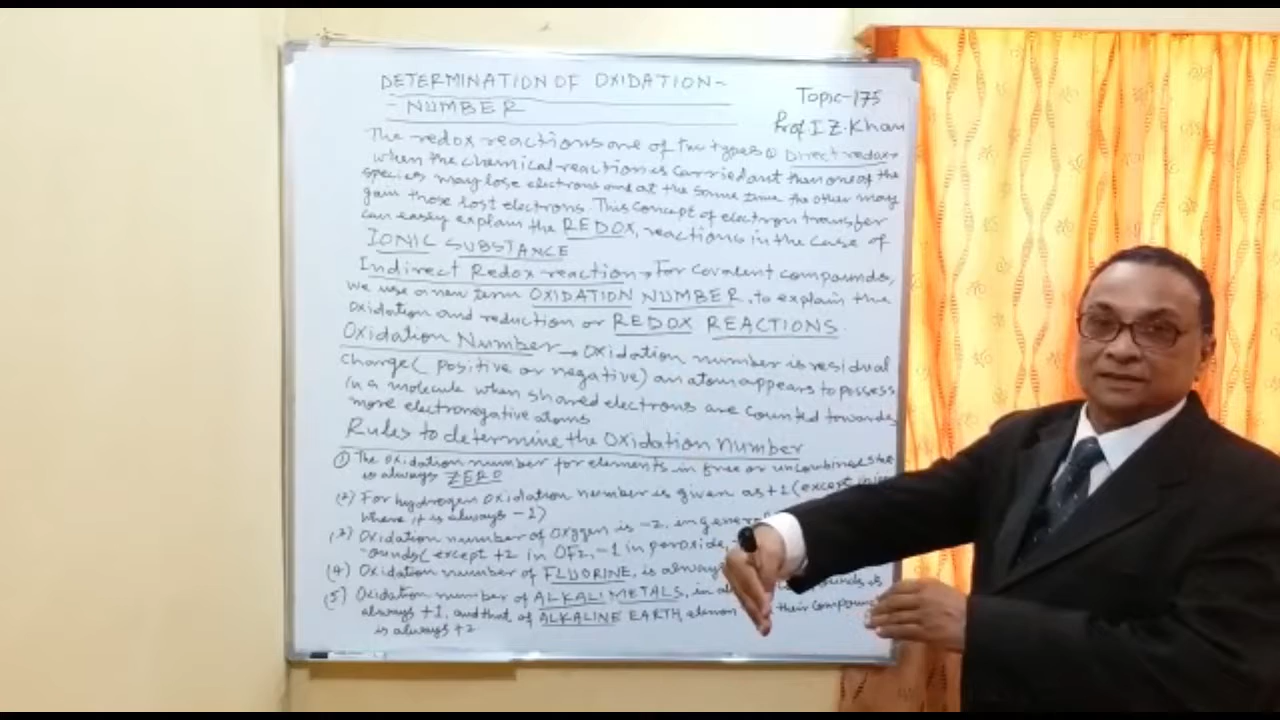 DETERMINATION OF OXIDATION-
- NUMBER
Topic-175
Prof I.Z.Khan
The redox reactions are of two types ① Direct redox→
when the chemical reaction is carried out then one of the
species may lose electrons and at the same time the other may
gain those lost electrons. This concept of electron transfer
can easily explain the REDOX, reactions in the case of
IONIC SUBSTANCE
Indirect Redox reaction → For covalent compounds,
we use a new term OXIDATION NUMBER, to explain the
oxidation and reduction or REDOX REACTIONS.
Oxidation Number → Oxidation number is residual
charge ( positive or negative) an atom appears to possess
in a molecule when shared electrons are counted towards
more electronegative atoms
Rules to determine the Oxidation number
① The oxidation number for elements in free or uncombined state
is always ZERO
(2) For hydrogen oxidation number is given as +1 (except
where it is always -1)
(3) Oxidation number of Oxygen is -2, in general
-ounds( except +2 in OF2, -1 in peroxide,
(4) Oxidation number of FLUORINE, is always
(5) Oxidation number of ALKALI METALS, in is
always +1, and that of ALKALINE EARTH their compounds
is always +2